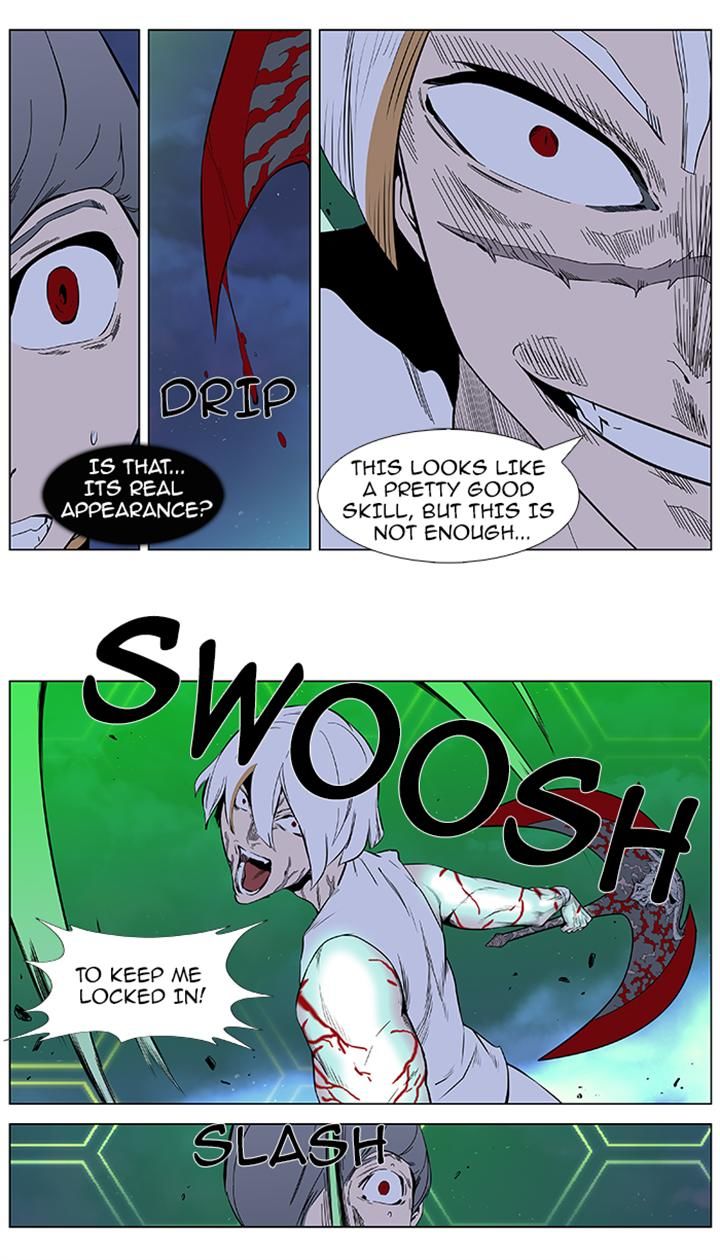 DRIP
IS THAT...
ITS REAL
APPEARANCE?
THIS LOOKS LIKE
A PRETTY GOOD
SKILL, BUT THIS IS
NOT ENOUGH...
SWOOSH
TO KEEP ME
LOCKED IN!
SLASH